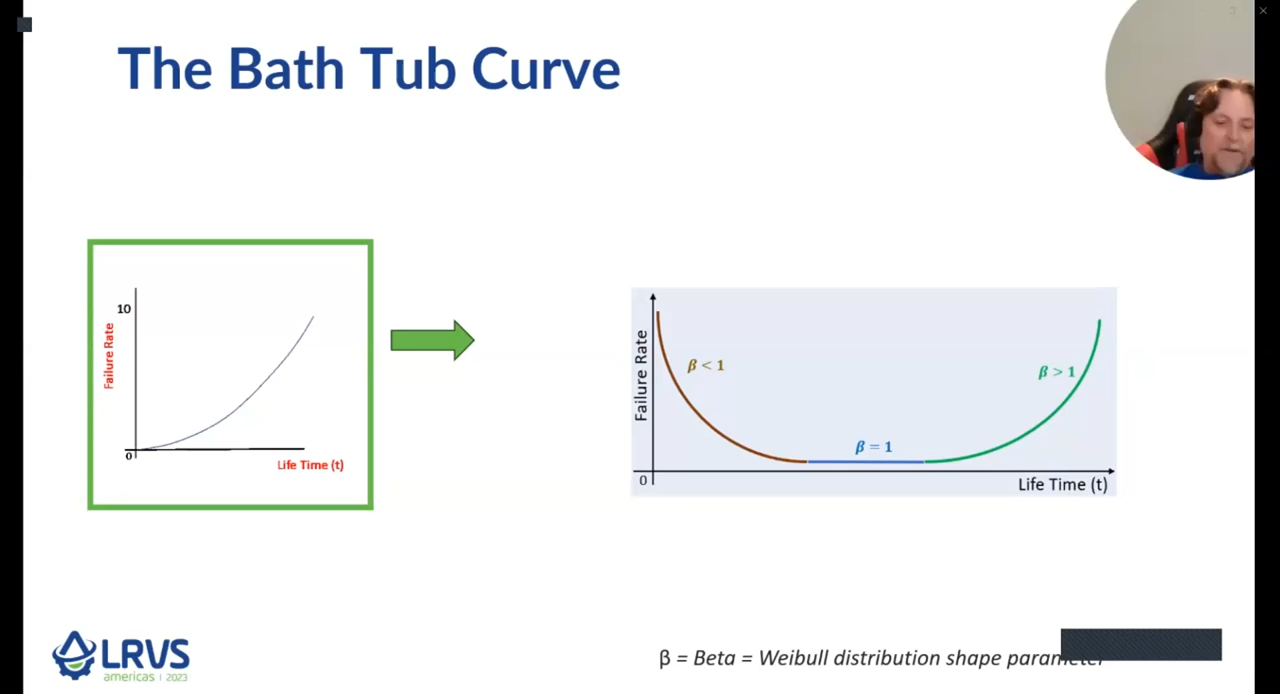 The Bath Tub Curve
10
Failure Rate
0
Life Time (t)
Failure Rate
β < 1
β = 1
β > 1
0
Life Time (t)
LRVS
americas | 2023
β = Beta = Weibull distribution shape parameter